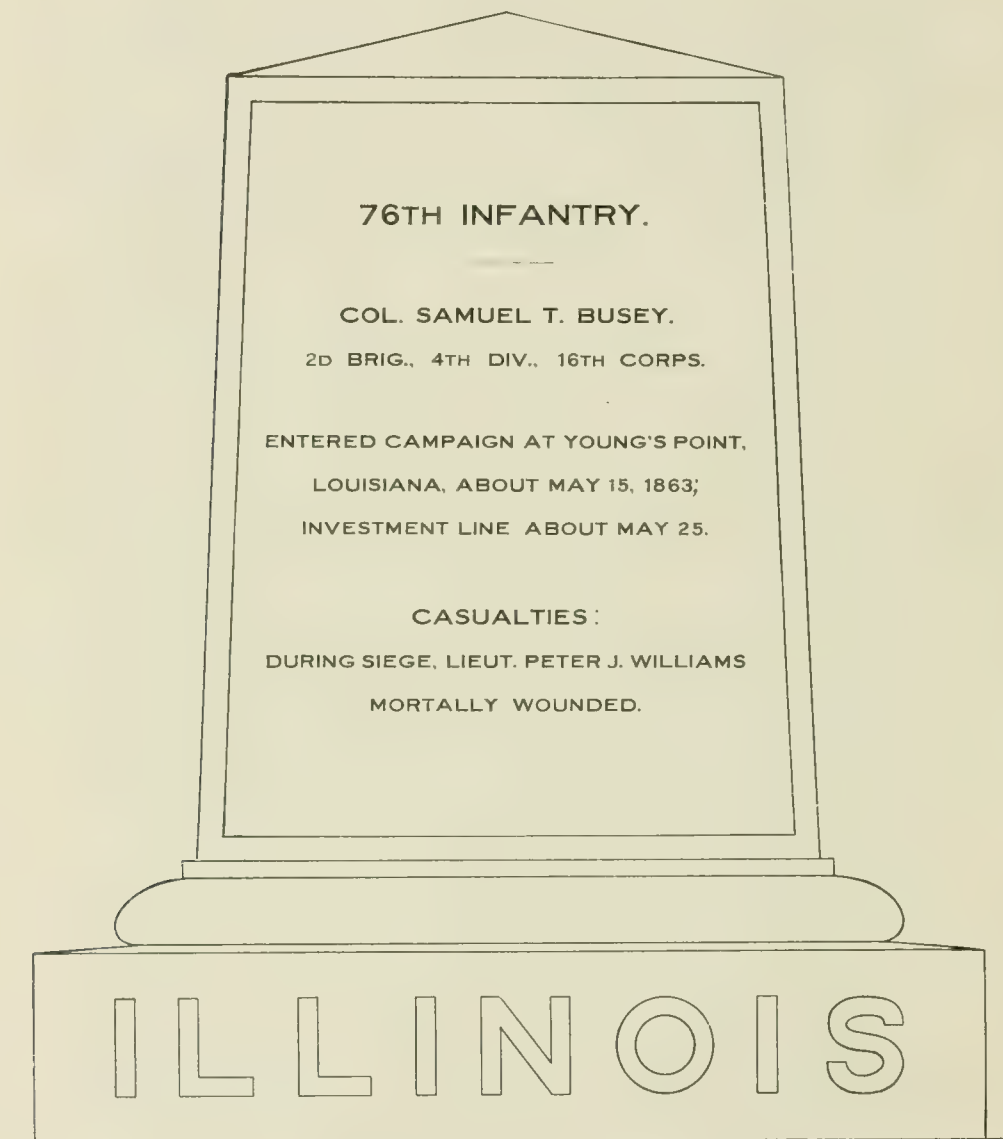 76TH INFANTRY.
COL. SAMUEL T. BUSEY.
2D BRIG., 4TH DIV., 16TH CORPS.
ENTERED CAMPAIGN AT YOUNG'S POINT,
LOUISIANA, ABOUT MAY 15, 1863;
INVESTMENT LINE ABOUT MAY 25.
CASUALTIES:
DURING SIEGE, LIEUT. PETER J. WILLIAMS
MORTALLY WOUNDED.
ILLINOIS